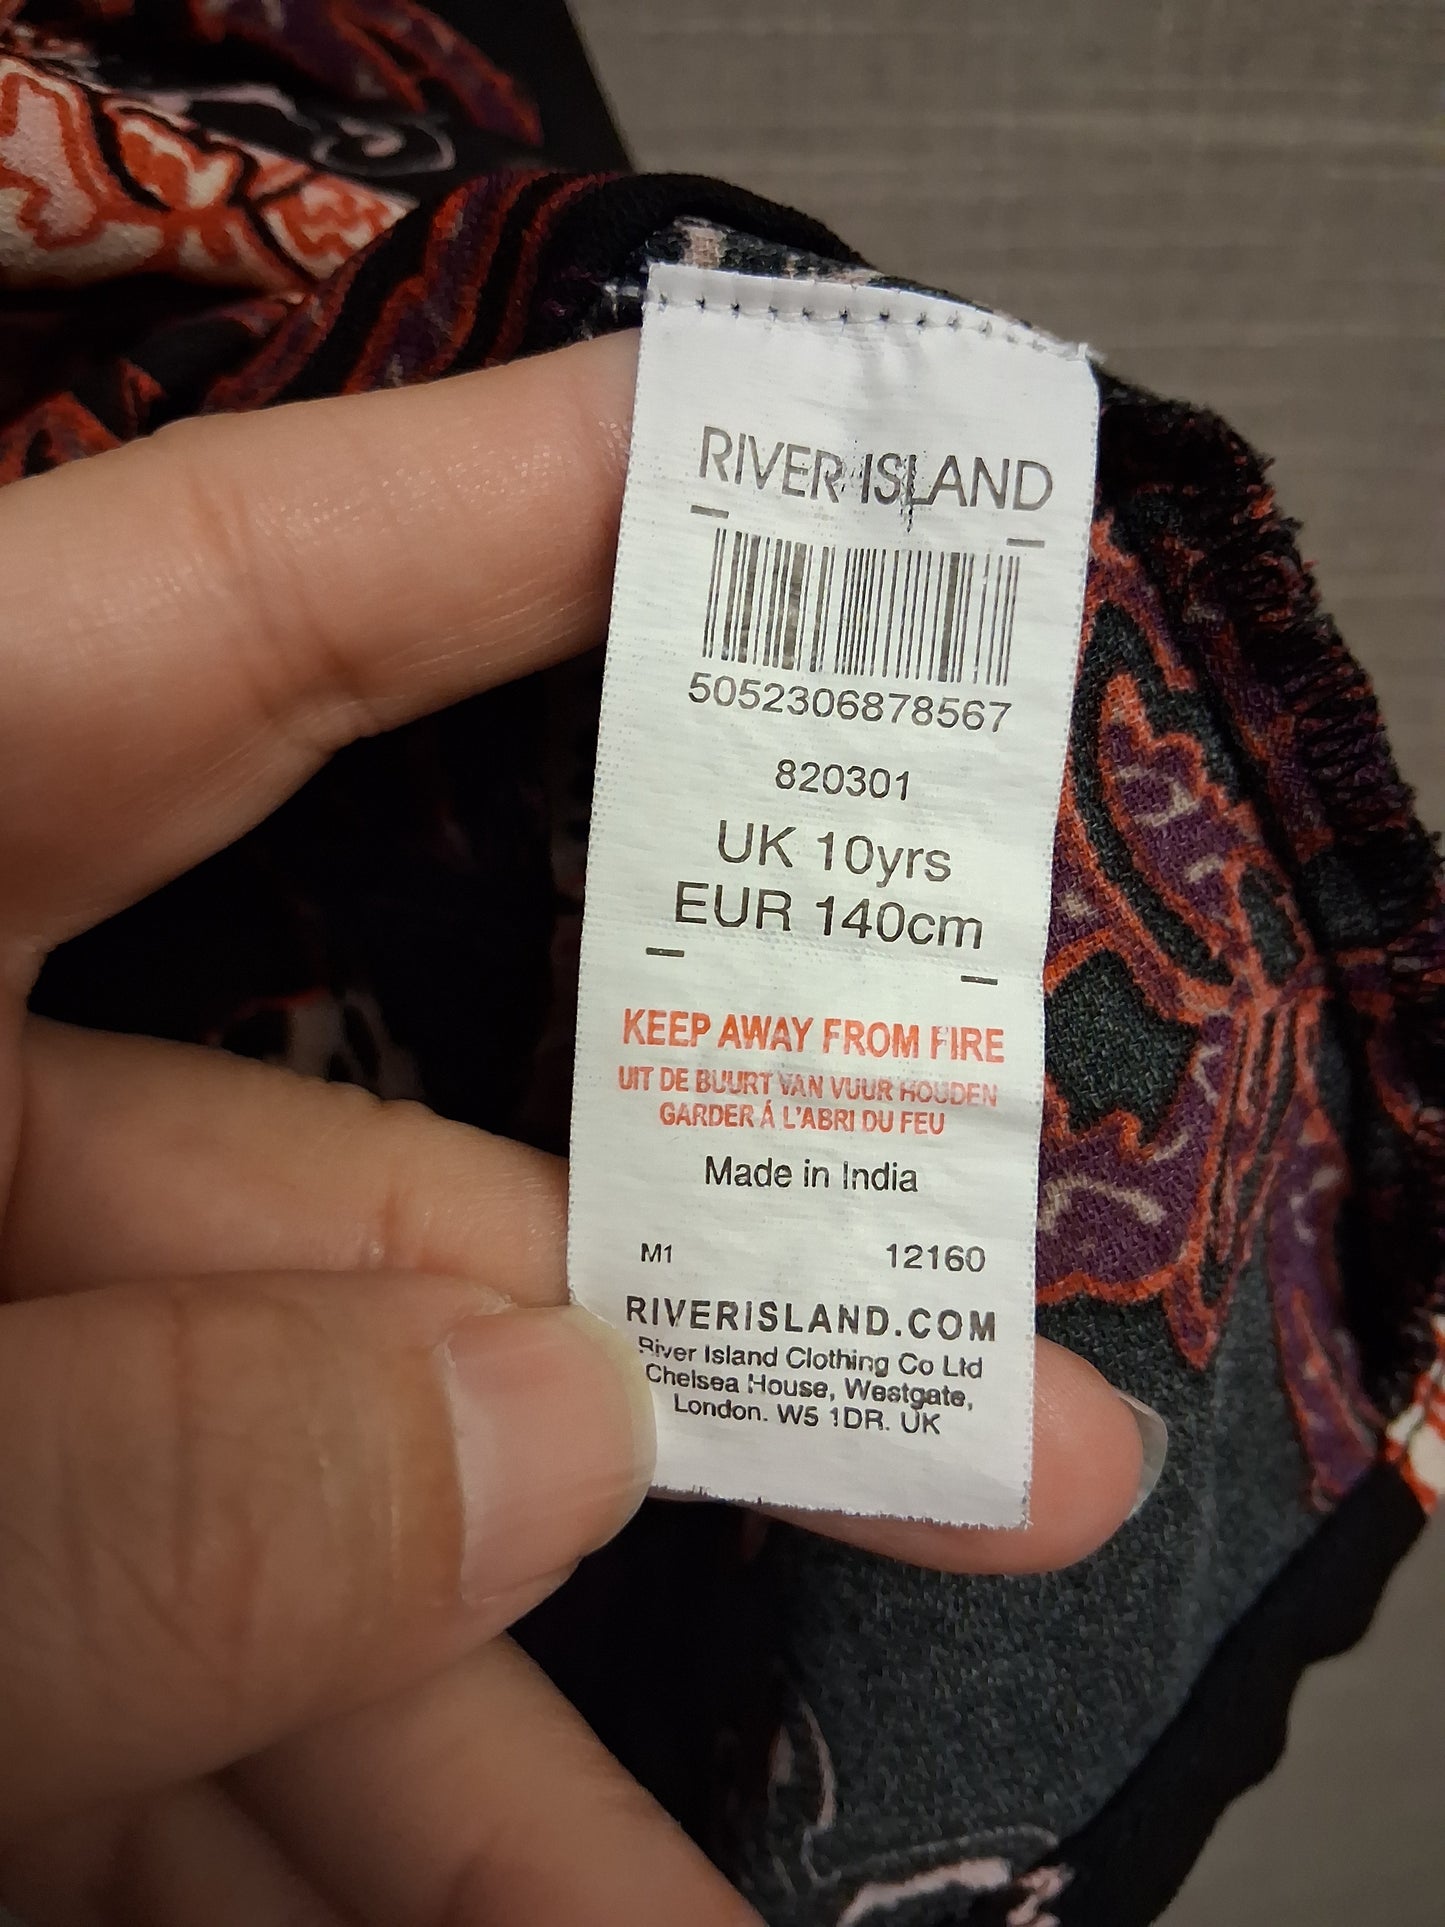 RIVER ISLAND
5052306878567
820301
UK 10yrs
EUR 140cm
KEEP AWAY FROM FIRE
UIT DE BUURT VAN VUUR HOUDEN
GARDER Á L'ABRI DU FEU
Made in India
M1 12160
RIVERISLAND.COM
River Island Clothing Co Ltd
Chelsea House, Westgate,
London. W5 1DR. UK